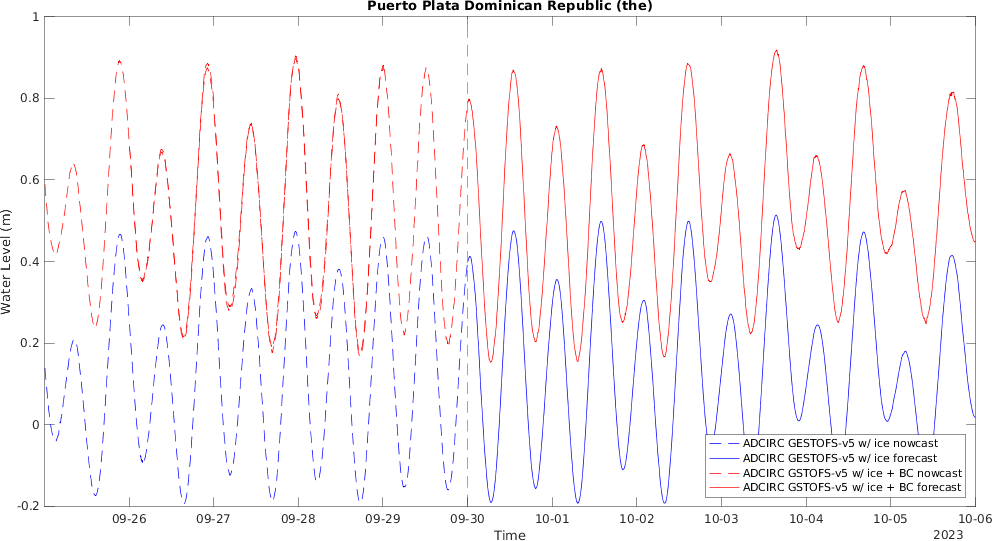 Puerto Plata Dominican Republic (the)
1
0.8
0.6
0.4
0.2
0
-0.2
Water Level (m)
ADCIRC GESTOFS-v5 w/ ice nowcast
ADCIRC GESTOFS-v5 w/ ice forecast
ADCIRC GSTOFS-v5 w/ ice + BC nowcast
ADCIRC GSTOFS-v5 w/ ice + BC forecast
09-26 09-27 09-28 09-29 09-30 10-01 10-02 10-03 10-04 10-05 10-06
Time
2023